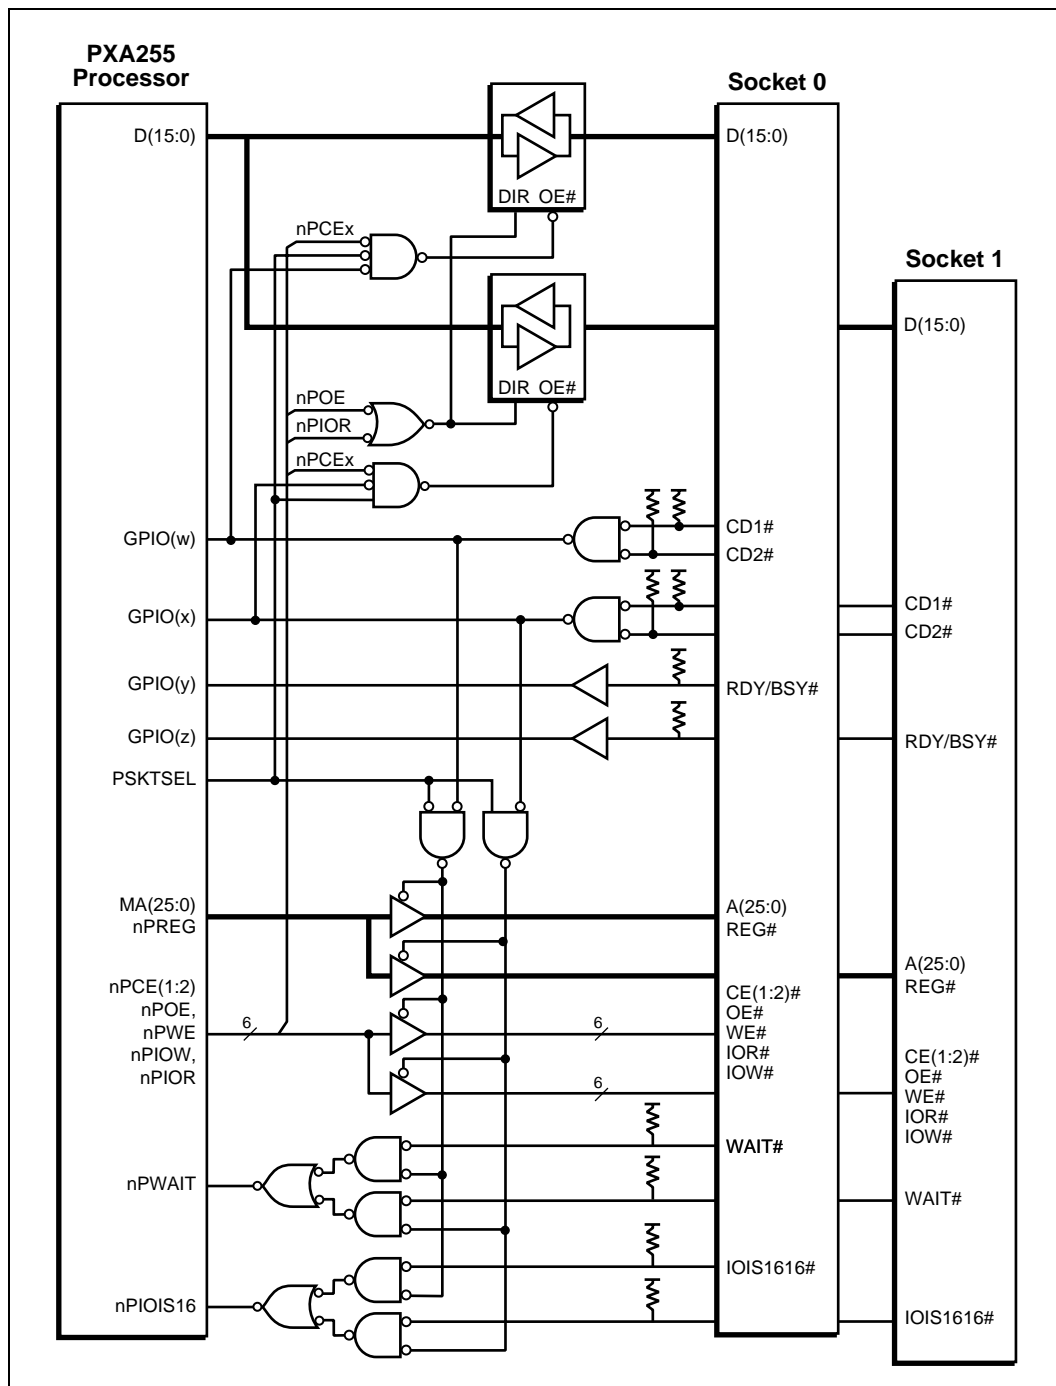 PXA255
Processor
Socket 0
D(15:0)
D(15:0)
DIR OE#
nPCEx
Socket 1
D(15:0)
DIR OE#
nPOE
nPIOR
nPCEx
GPIO(w)
CD1#
CD2#
GPIO(x)
CD1#
CD2#
GPIO(y)
RDY/BSY#
GPIO(z)
RDY/BSY#
PSKTSEL
MA(25:0)
nPREG
A(25:0)
REG#
A(25:0)
REG#
nPCE(1:2)
nPOE,
nPWE
nPIOW,
nPIOR
6
6
CE(1:2)#
OE#
WE#
IOR#
IOW#
6
CE(1:2)#
OE#
WE#
IOR#
IOW#
WAIT#
nPWAIT
WAIT#
IOIS1616#
nPIOIS16
IOIS1616#